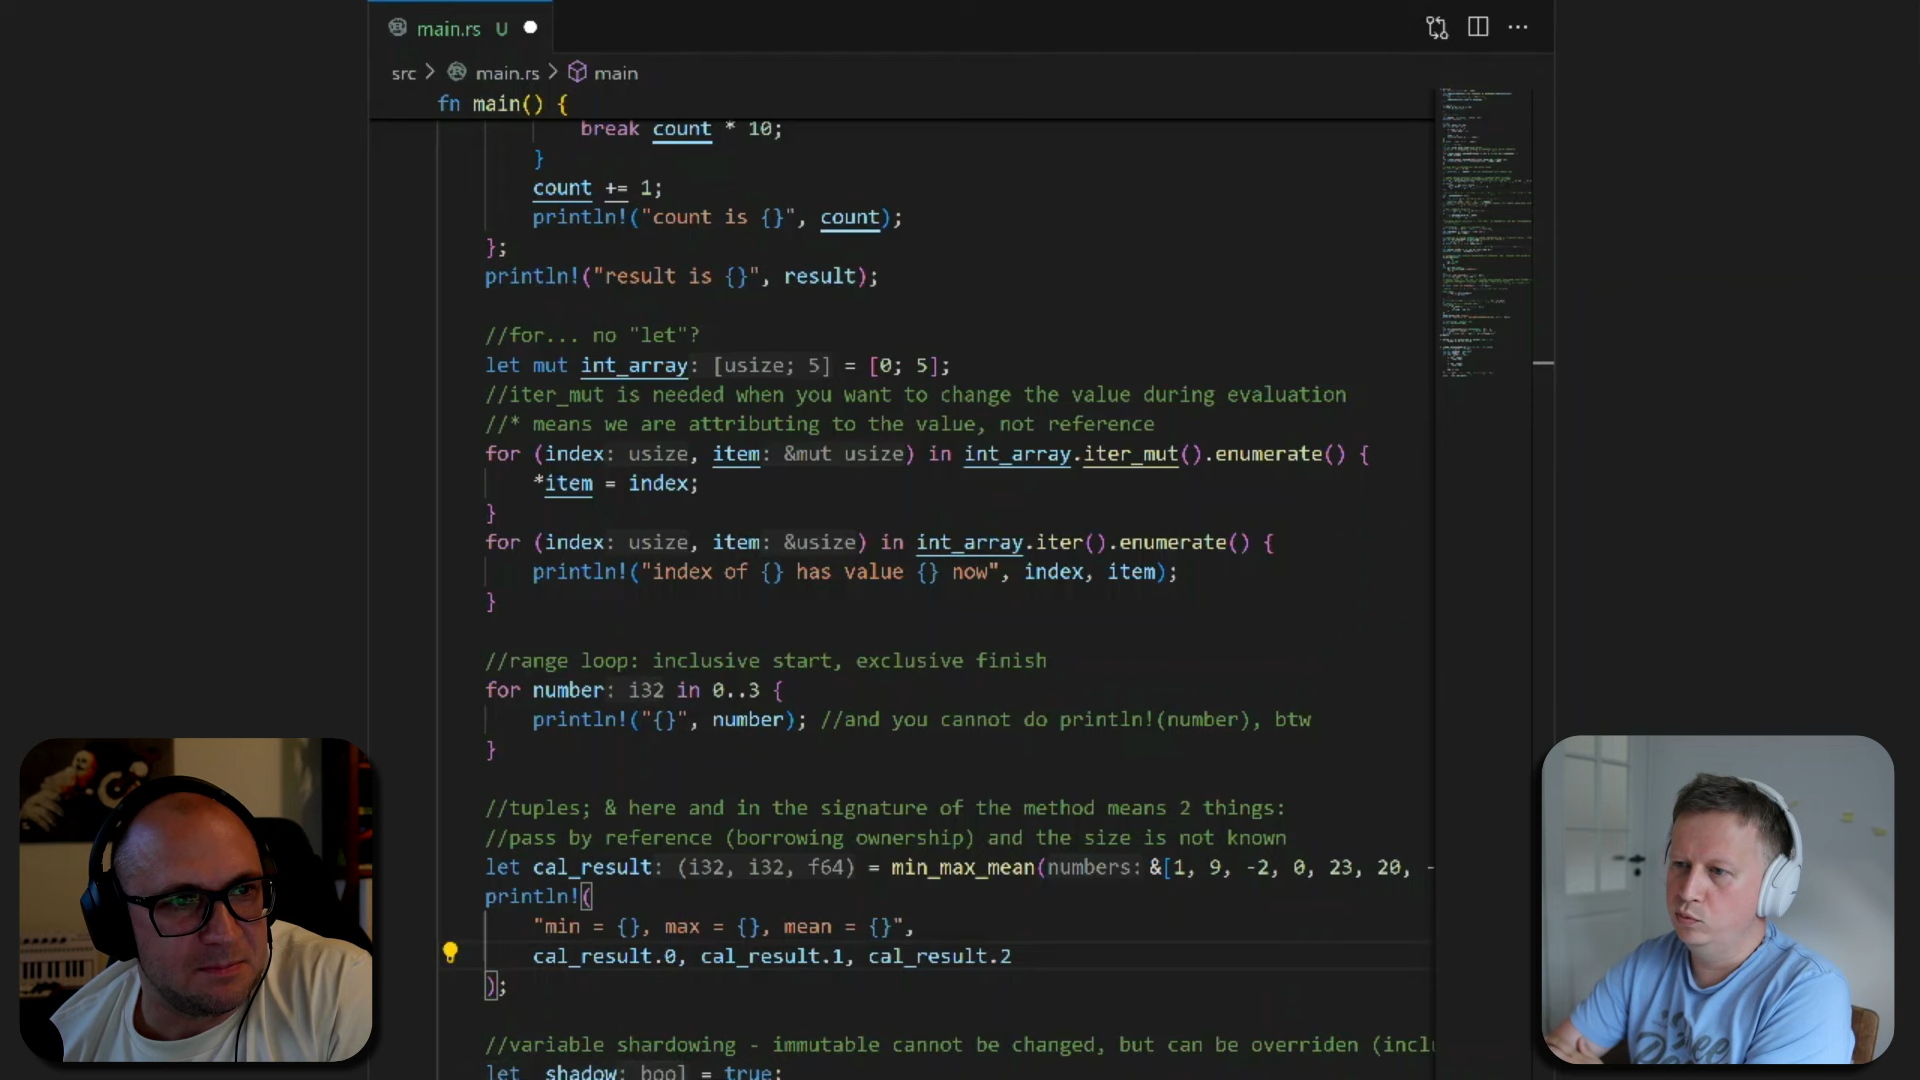 main.rs U
src > main.rs > main
fn main() {
break count * 10;
}
count += 1;
println!("count is {}", count);
};
println!("result is {}", result);
//for... no "let"?
let mut int_array: [usize; 5] = [0; 5];
//iter_mut is needed when you want to change the value during evaluation
//* means we are attributing to the value, not reference
for (index: usize, item: &mut usize) in int_array.iter_mut().enumerate() {
*item = index;
}
for (index: usize, item: &usize) in int_array.iter().enumerate() {
println!("index of {} has value {} now", index, item);
}
//range loop: inclusive start, exclusive finish
for number: i32 in 0..3 {
println!("{}", number); //and you cannot do println!(number), btw
}
//tuples; & here and in the signature of the method means 2 things:
//pass by reference (borrowing ownership) and the size is not known
let cal_result: (i32, i32, f64) = min_max_mean(numbers: &[1, 9, -2, 0, 23, 20, -
println!(
"min = {}, max = {}, mean = {}",
cal_result.0, cal_result.1, cal_result.2
);
//variable shardowing - immutable cannot be changed, but can be overriden (incl
let _shadow: bool = true;